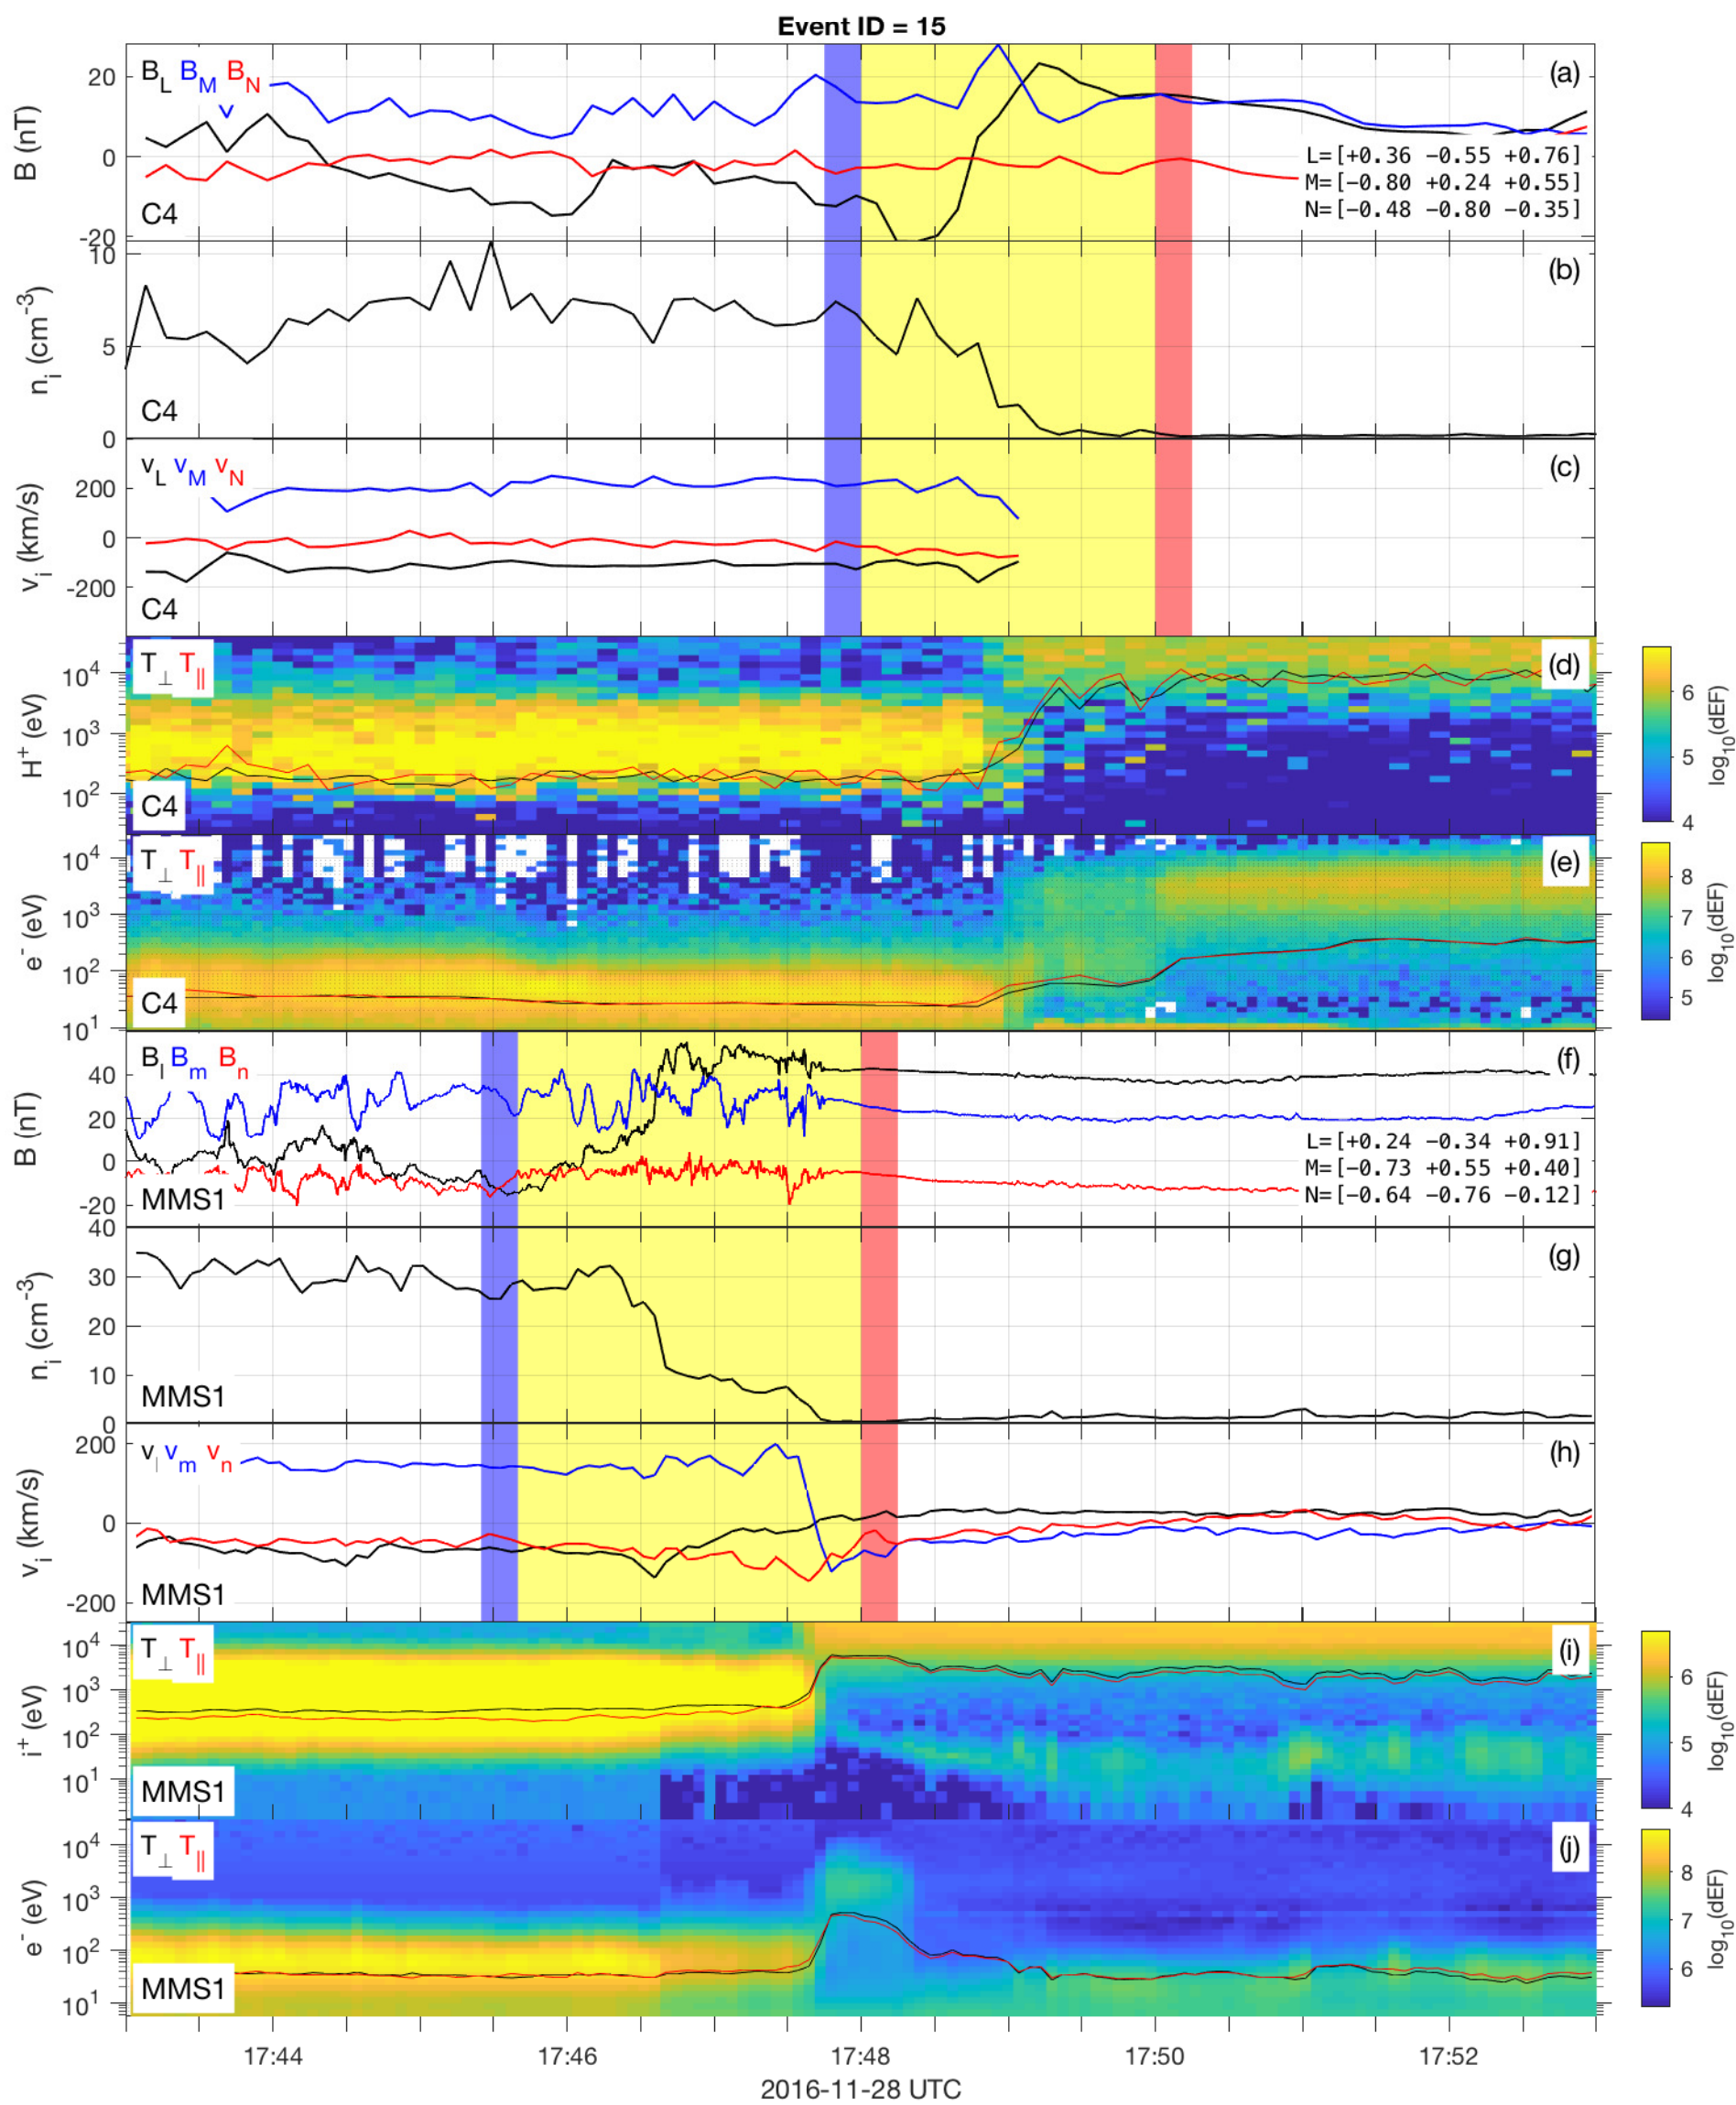 Event ID = 15
B_L B_M B_N
(a)
20
0
-20
B (nT)
L=[+0.36 −0.55 +0.76]
M=[−0.80 +0.24 +0.55]
N=[−0.48 −0.80 −0.35]
C4
(b)
10
5
0
n_i (cm^-3)
C4
v_L v_M v_N
(c)
200
0
-200
v_i (km/s)
C4
T_⊥ T_||
(d)
10^4
10^3
10^2
H^+ (eV)
C4
6
5
4
log_10(dEF)
T_⊥ T_||
(e)
10^4
10^3
10^2
10^1
e^- (eV)
C4
8
7
6
5
log_10(dEF)
B_l B_m B_n
(f)
40
20
0
-20
B (nT)
L=[+0.24 −0.34 +0.91]
M=[−0.73 +0.55 +0.40]
N=[−0.64 −0.76 −0.12]
MMS1
(g)
40
30
20
10
0
n_i (cm^-3)
MMS1
v_l v_m v_n
(h)
200
0
-200
v_i (km/s)
MMS1
T_⊥ T_||
(i)
10^4
10^3
10^2
10^1
i^+ (eV)
MMS1
6
5
4
log_10(dEF)
T_⊥ T_||
(j)
10^4
10^3
10^2
10^1
e^- (eV)
MMS1
8
7
6
log_10(dEF)
17:44 17:46 17:48 17:50 17:52
2016-11-28 UTC